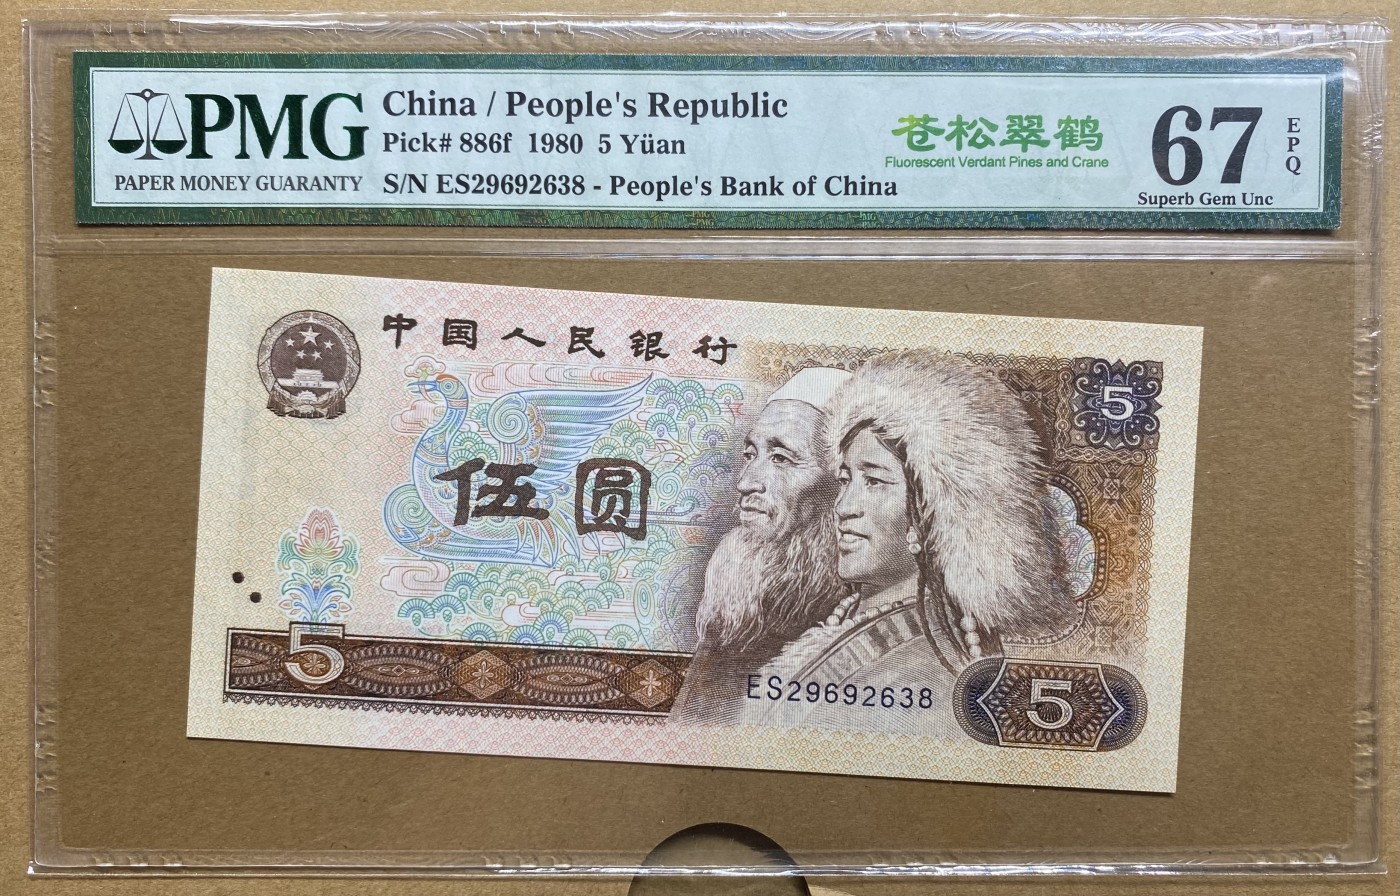 PMG
PAPER MONEY GUARANTY
China / People's Republic
Pick# 886f 1980 5 Yüan
S/N ES29692638 - People's Bank of China
苍松翠鹤
Fluorescent Verdant Pines and Crane
67
EPQ
Superb Gem Unc
中国人民银行
5
伍圆
5
ES29692638
5